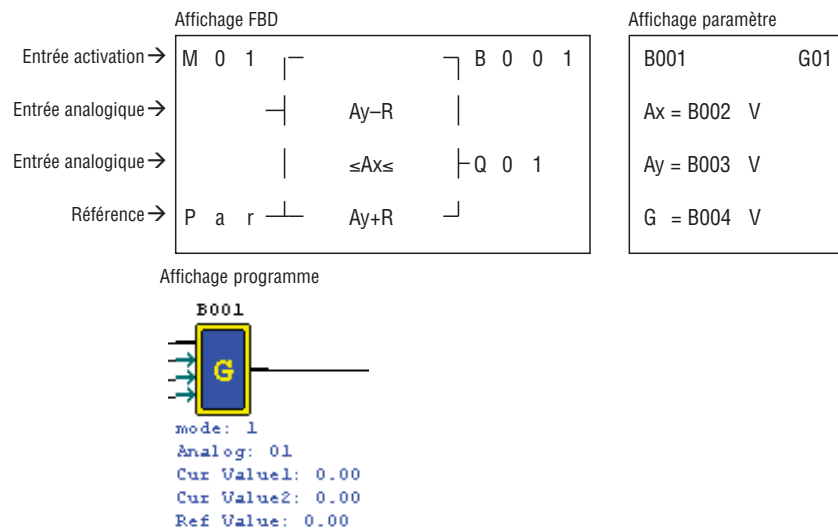 Affichage FBD
Affichage paramètre
Entrée activation → M 0 1 B 0 0 1
Entrée analogique → Ay–R
Entrée analogique → ≤Ax≤ Q 0 1
Référence → P a r Ay+R
B001 G01
Ax = B002 V
Ay = B003 V
G = B004 V
Affichage programme
B001
G
mode: 1
Analog: 01
Cur Value1: 0.00
Cur Value2: 0.00
Ref Value: 0.00